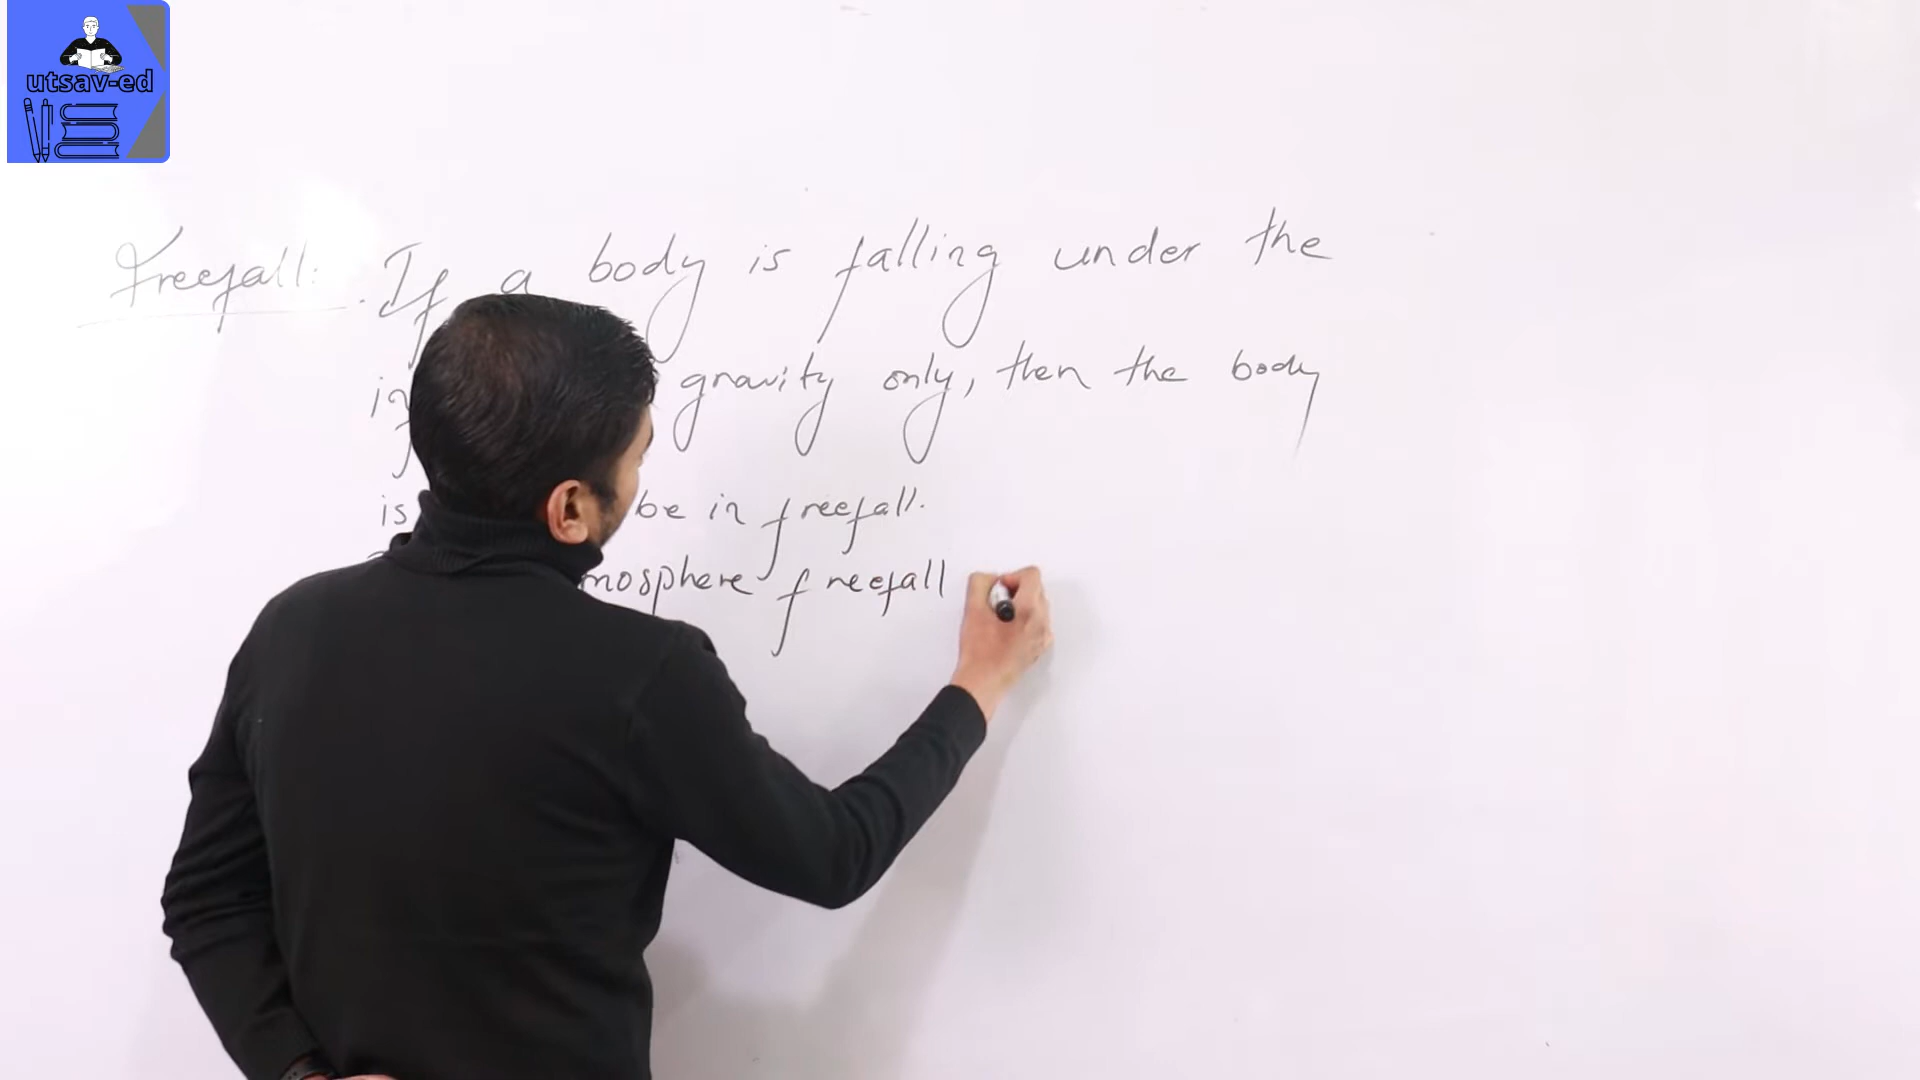 utsav-ed
Freefall: If a body is falling under the
gravity only, then the body
is be in freefall.
freefall